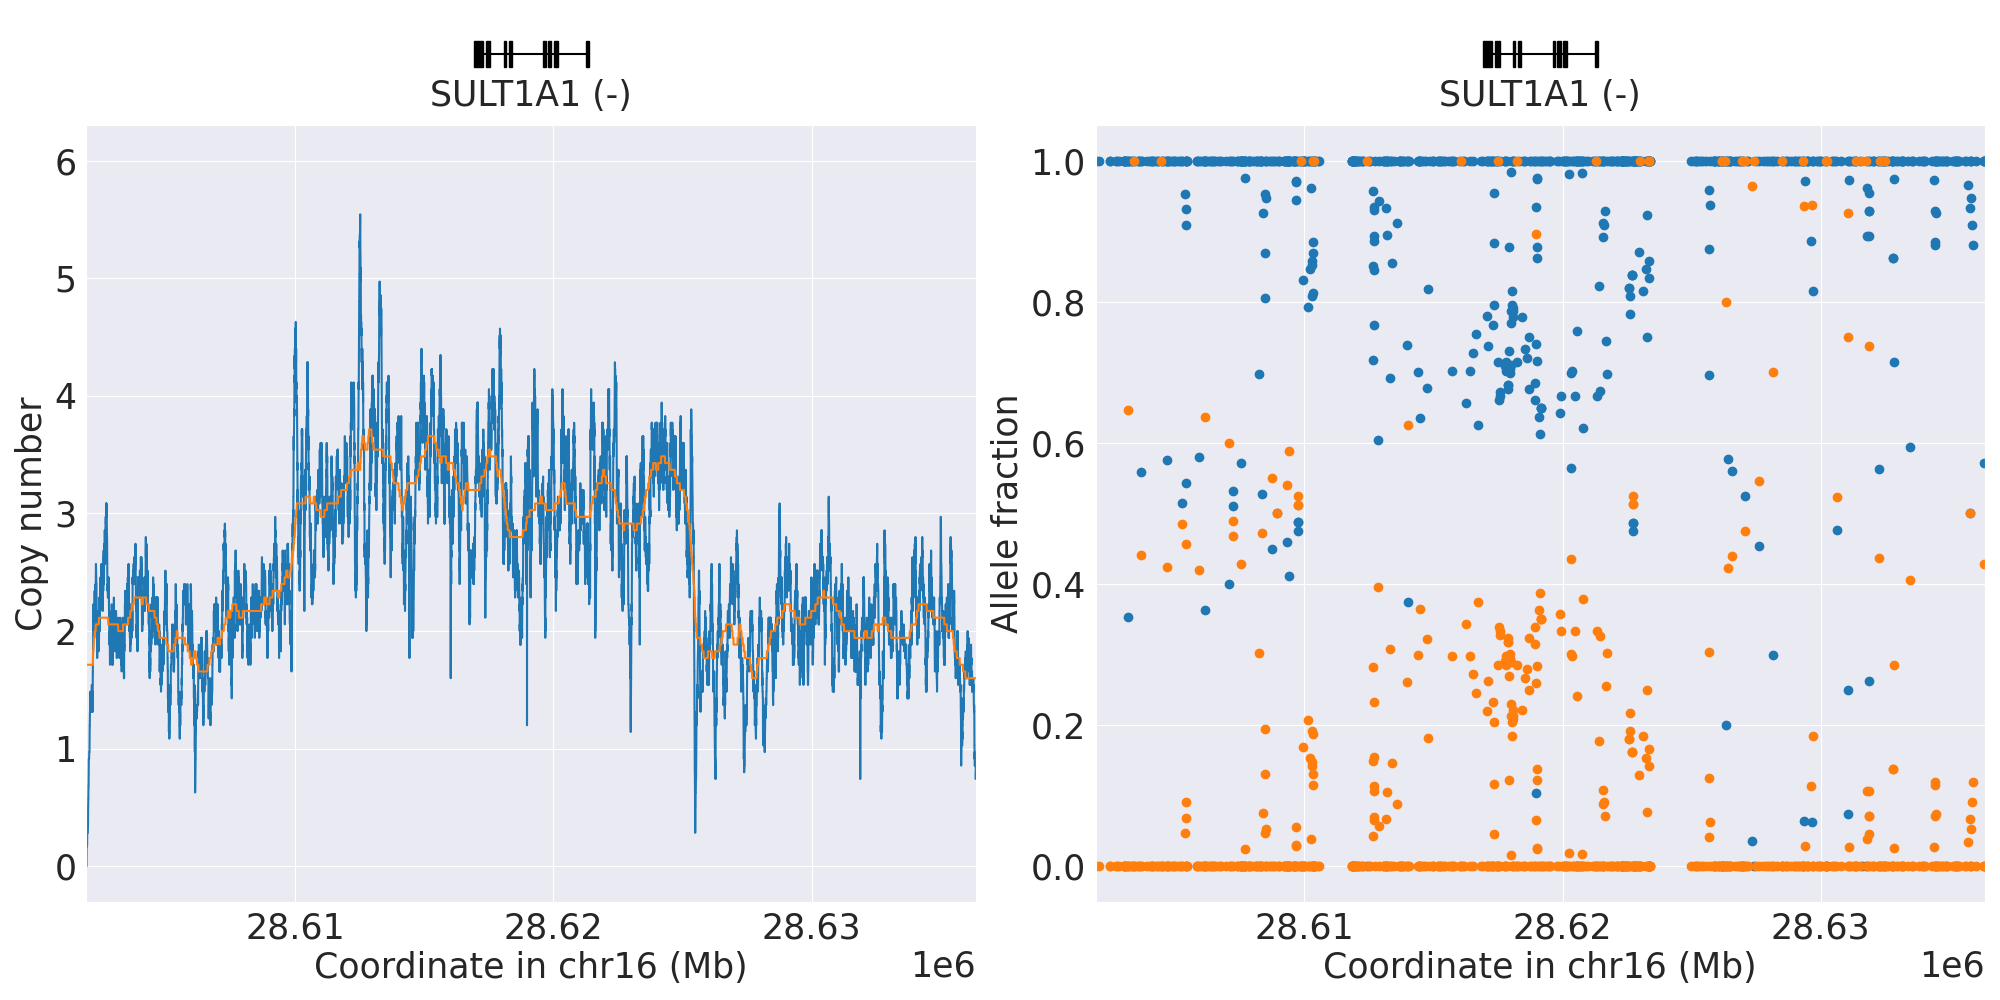 SULT1A1 (-)
SULT1A1 (-)
Copy number
6
5
4
3
2
1
0
28.61
28.62
28.63
Coordinate in chr16 (Mb)
1e6
Allele fraction
1.0
0.8
0.6
0.4
0.2
0.0
28.61
28.62
28.63
Coordinate in chr16 (Mb)
1e6